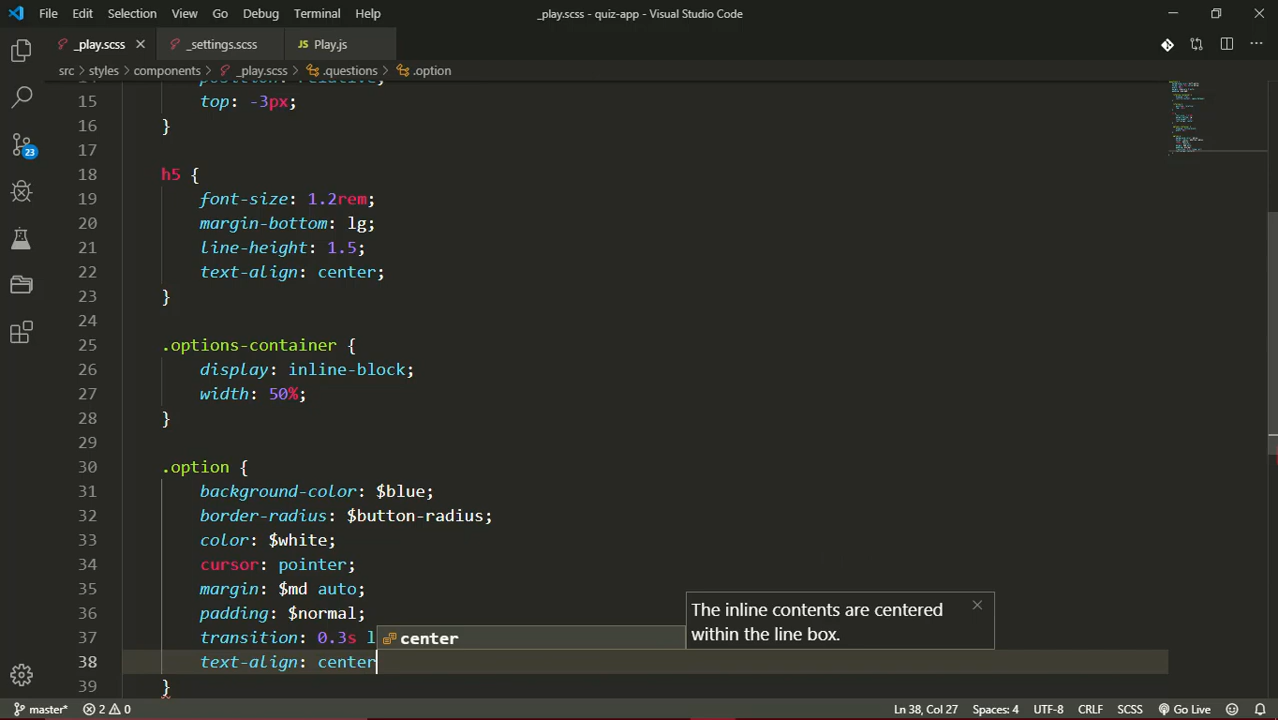 File Edit Selection View Go Debug Terminal Help
_play.scss - quiz-app - Visual Studio Code
_play.scss
_settings.scss
JS Play.js
src styles components _play.scss .questions .option
15 top: -3px;
16 }
17
18 h5 {
19 font-size: 1.2rem;
20 margin-bottom: lg;
21 line-height: 1.5;
22 text-align: center;
23 }
24
25 .options-container {
26 display: inline-block;
27 width: 50%;
28 }
29
30 .option {
31 background-color: $blue;
32 border-radius: $button-radius;
33 color: $white;
34 cursor: pointer;
35 margin: $md auto;
36 padding: $normal;
37 transition: 0.3s l
38 text-align: center
39 }
center
The inline contents are centered
within the line box.
23
master* 2 0
Ln 38, Col 27 Spaces: 4 UTF-8 CRLF SCSS Go Live